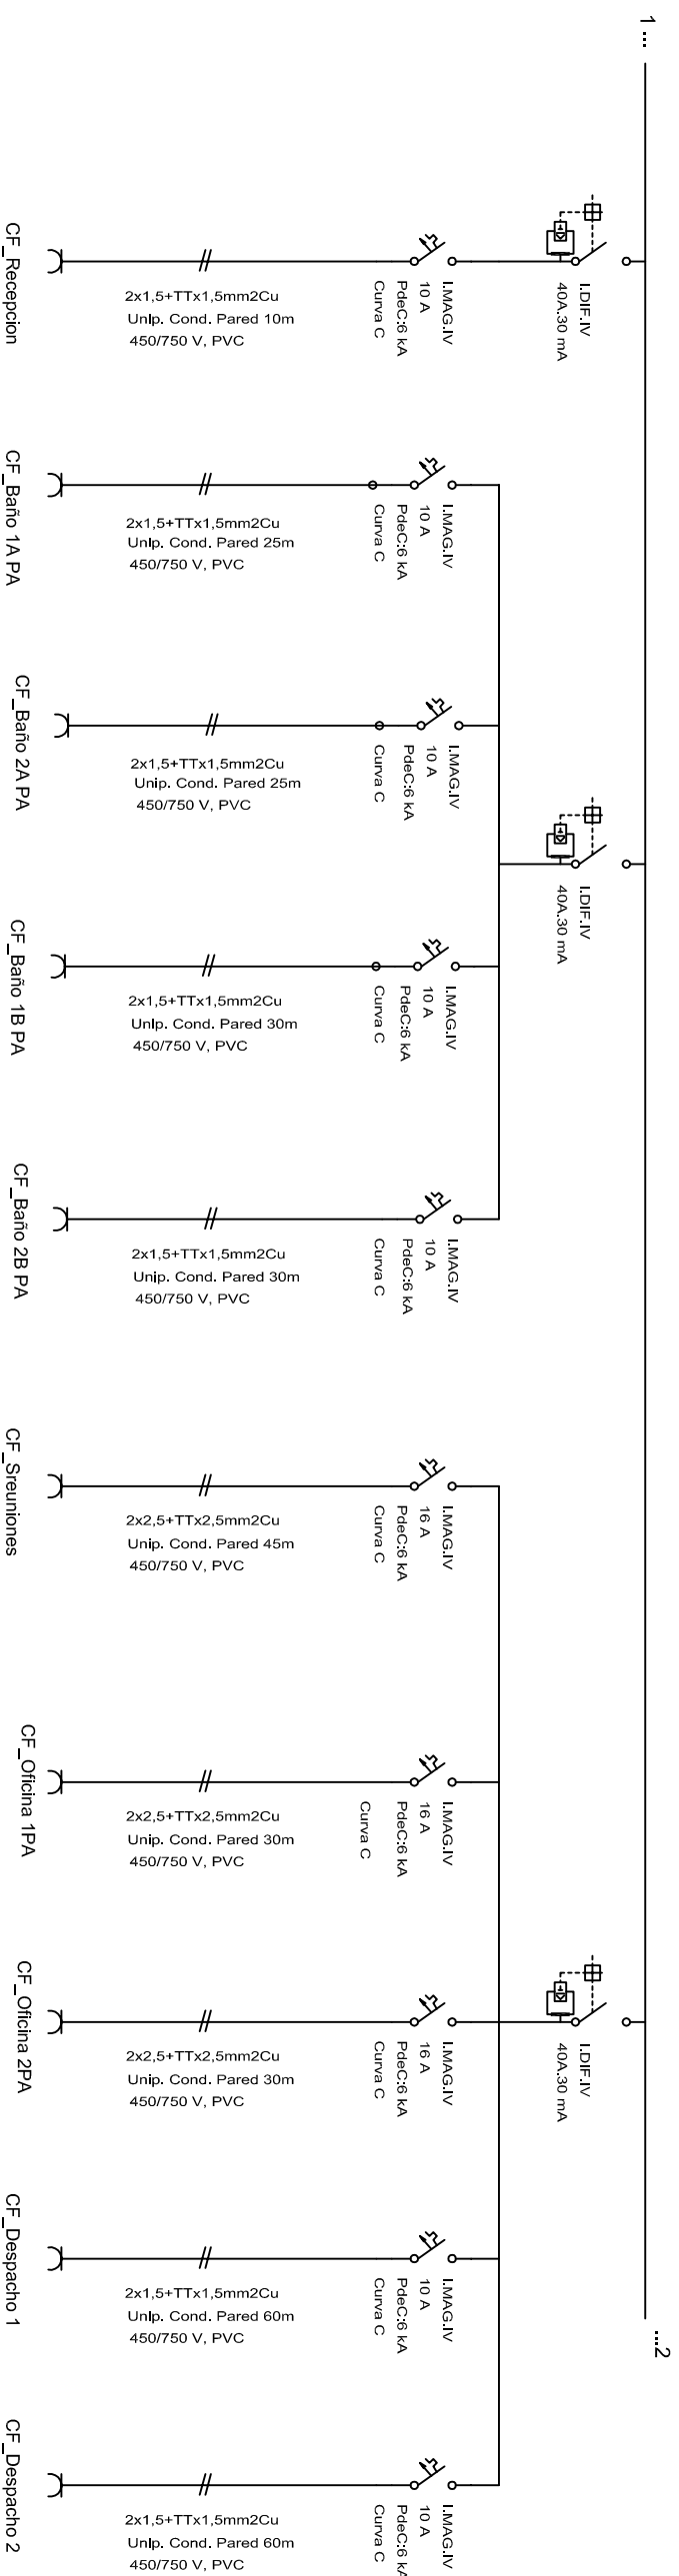 1 ...
I.DIF.IV
40A.30 mA
I.MAG.IV
10 A
PdeC:6 kA
Curva C
2x1,5+TTx1,5mm2Cu
Unip. Cond. Pared 10m
450/750 V, PVC
CF_Recepcion
I.MAG.IV
10 A
PdeC:6 kA
Curva C
2x1,5+TTx1,5mm2Cu
Unip. Cond. Pared 25m
450/750 V, PVC
CF_Baño 1A PA
I.MAG.IV
10 A
PdeC:6 kA
Curva C
2x1,5+TTx1,5mm2Cu
Unip. Cond. Pared 25m
450/750 V, PVC
CF_Baño 2A PA
I.DIF.IV
40A.30 mA
I.MAG.IV
10 A
PdeC:6 kA
Curva C
2x1,5+TTx1,5mm2Cu
Unip. Cond. Pared 30m
450/750 V, PVC
CF_Baño 1B PA
I.MAG.IV
10 A
PdeC:6 kA
Curva C
2x1,5+TTx1,5mm2Cu
Unip. Cond. Pared 30m
450/750 V, PVC
CF_Baño 2B PA
I.MAG.IV
16 A
PdeC:6 kA
Curva C
2x2,5+TTx2,5mm2Cu
Unip. Cond. Pared 45m
450/750 V, PVC
CF_Sreuniones
I.MAG.IV
16 A
PdeC:6 kA
Curva C
2x2,5+TTx2,5mm2Cu
Unip. Cond. Pared 30m
450/750 V, PVC
CF_Oficina 1PA
I.DIF.IV
40A.30 mA
I.MAG.IV
16 A
PdeC:6 kA
Curva C
2x2,5+TTx2,5mm2Cu
Unip. Cond. Pared 30m
450/750 V, PVC
CF_Oficina 2PA
I.MAG.IV
10 A
PdeC:6 kA
Curva C
2x1,5+TTx1,5mm2Cu
Unip. Cond. Pared 60m
450/750 V, PVC
CF_Despacho 1
...2
I.MAG.IV
10 A
PdeC:6 kA
Curva C
2x1,5+TTx1,5mm2Cu
Unip. Cond. Pared 60m
450/750 V, PVC
CF_Despacho 2